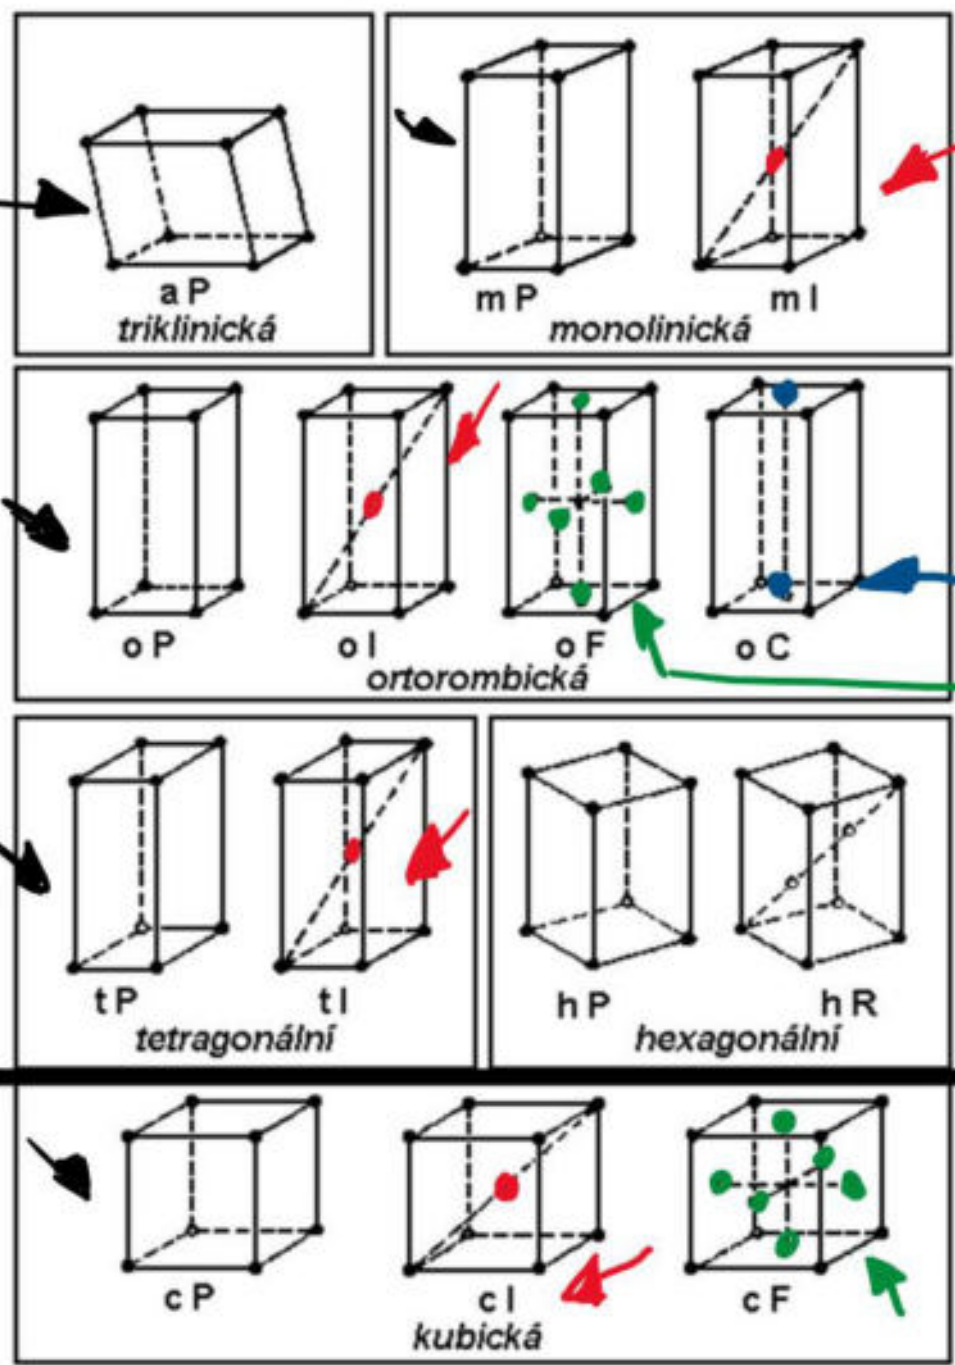 a P
triklinická
m P m I
monolinická
o P o I o F o C
ortorombická
t P t I
tetragonální
h P h R
hexagonální
c P c I c F
kubická